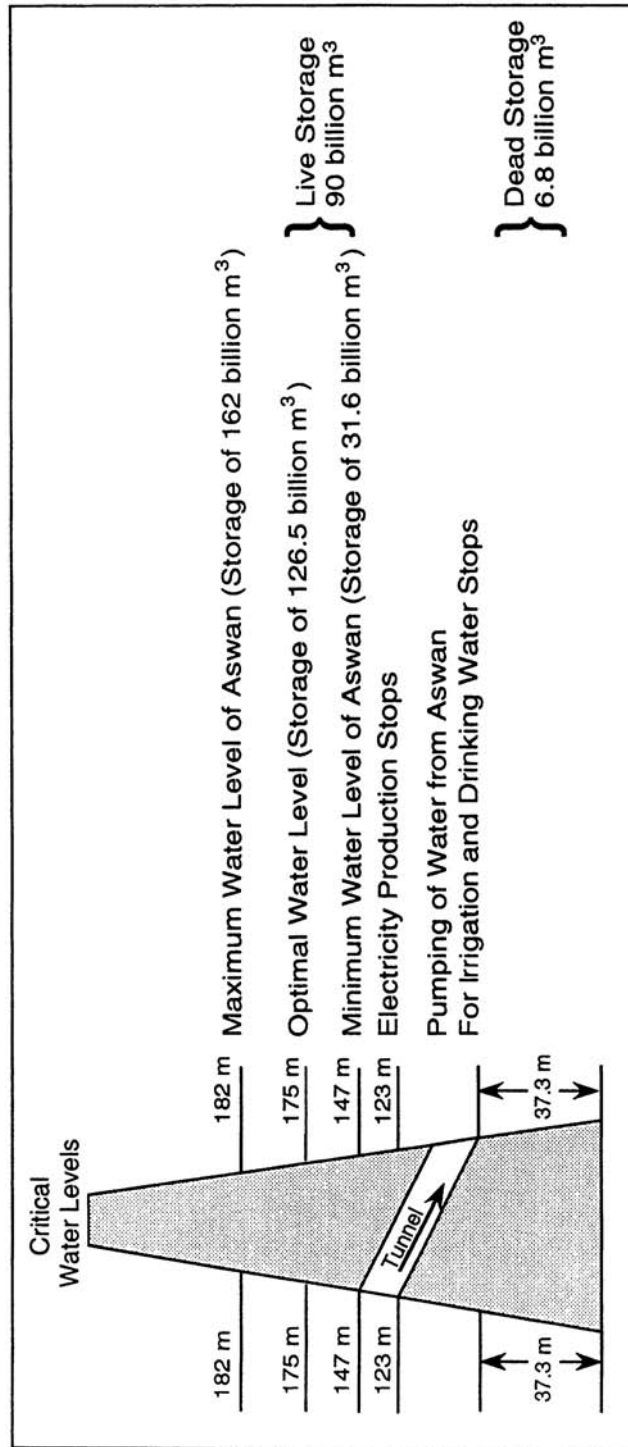 Critical
Water Levels
182 m
182 m
Maximum Water Level of Aswan (Storage of 162 billion m³)
175 m
175 m
Optimal Water Level (Storage of 126.5 billion m³)
Live Storage
90 billion m³
147 m
147 m
Minimum Water Level of Aswan (Storage of 31.6 billion m³)
123 m
123 m
Electricity Production Stops
Tunnel
Pumping of Water from Aswan
For Irrigation and Drinking Water Stops
37.3 m
37.3 m
Dead Storage
6.8 billion m³